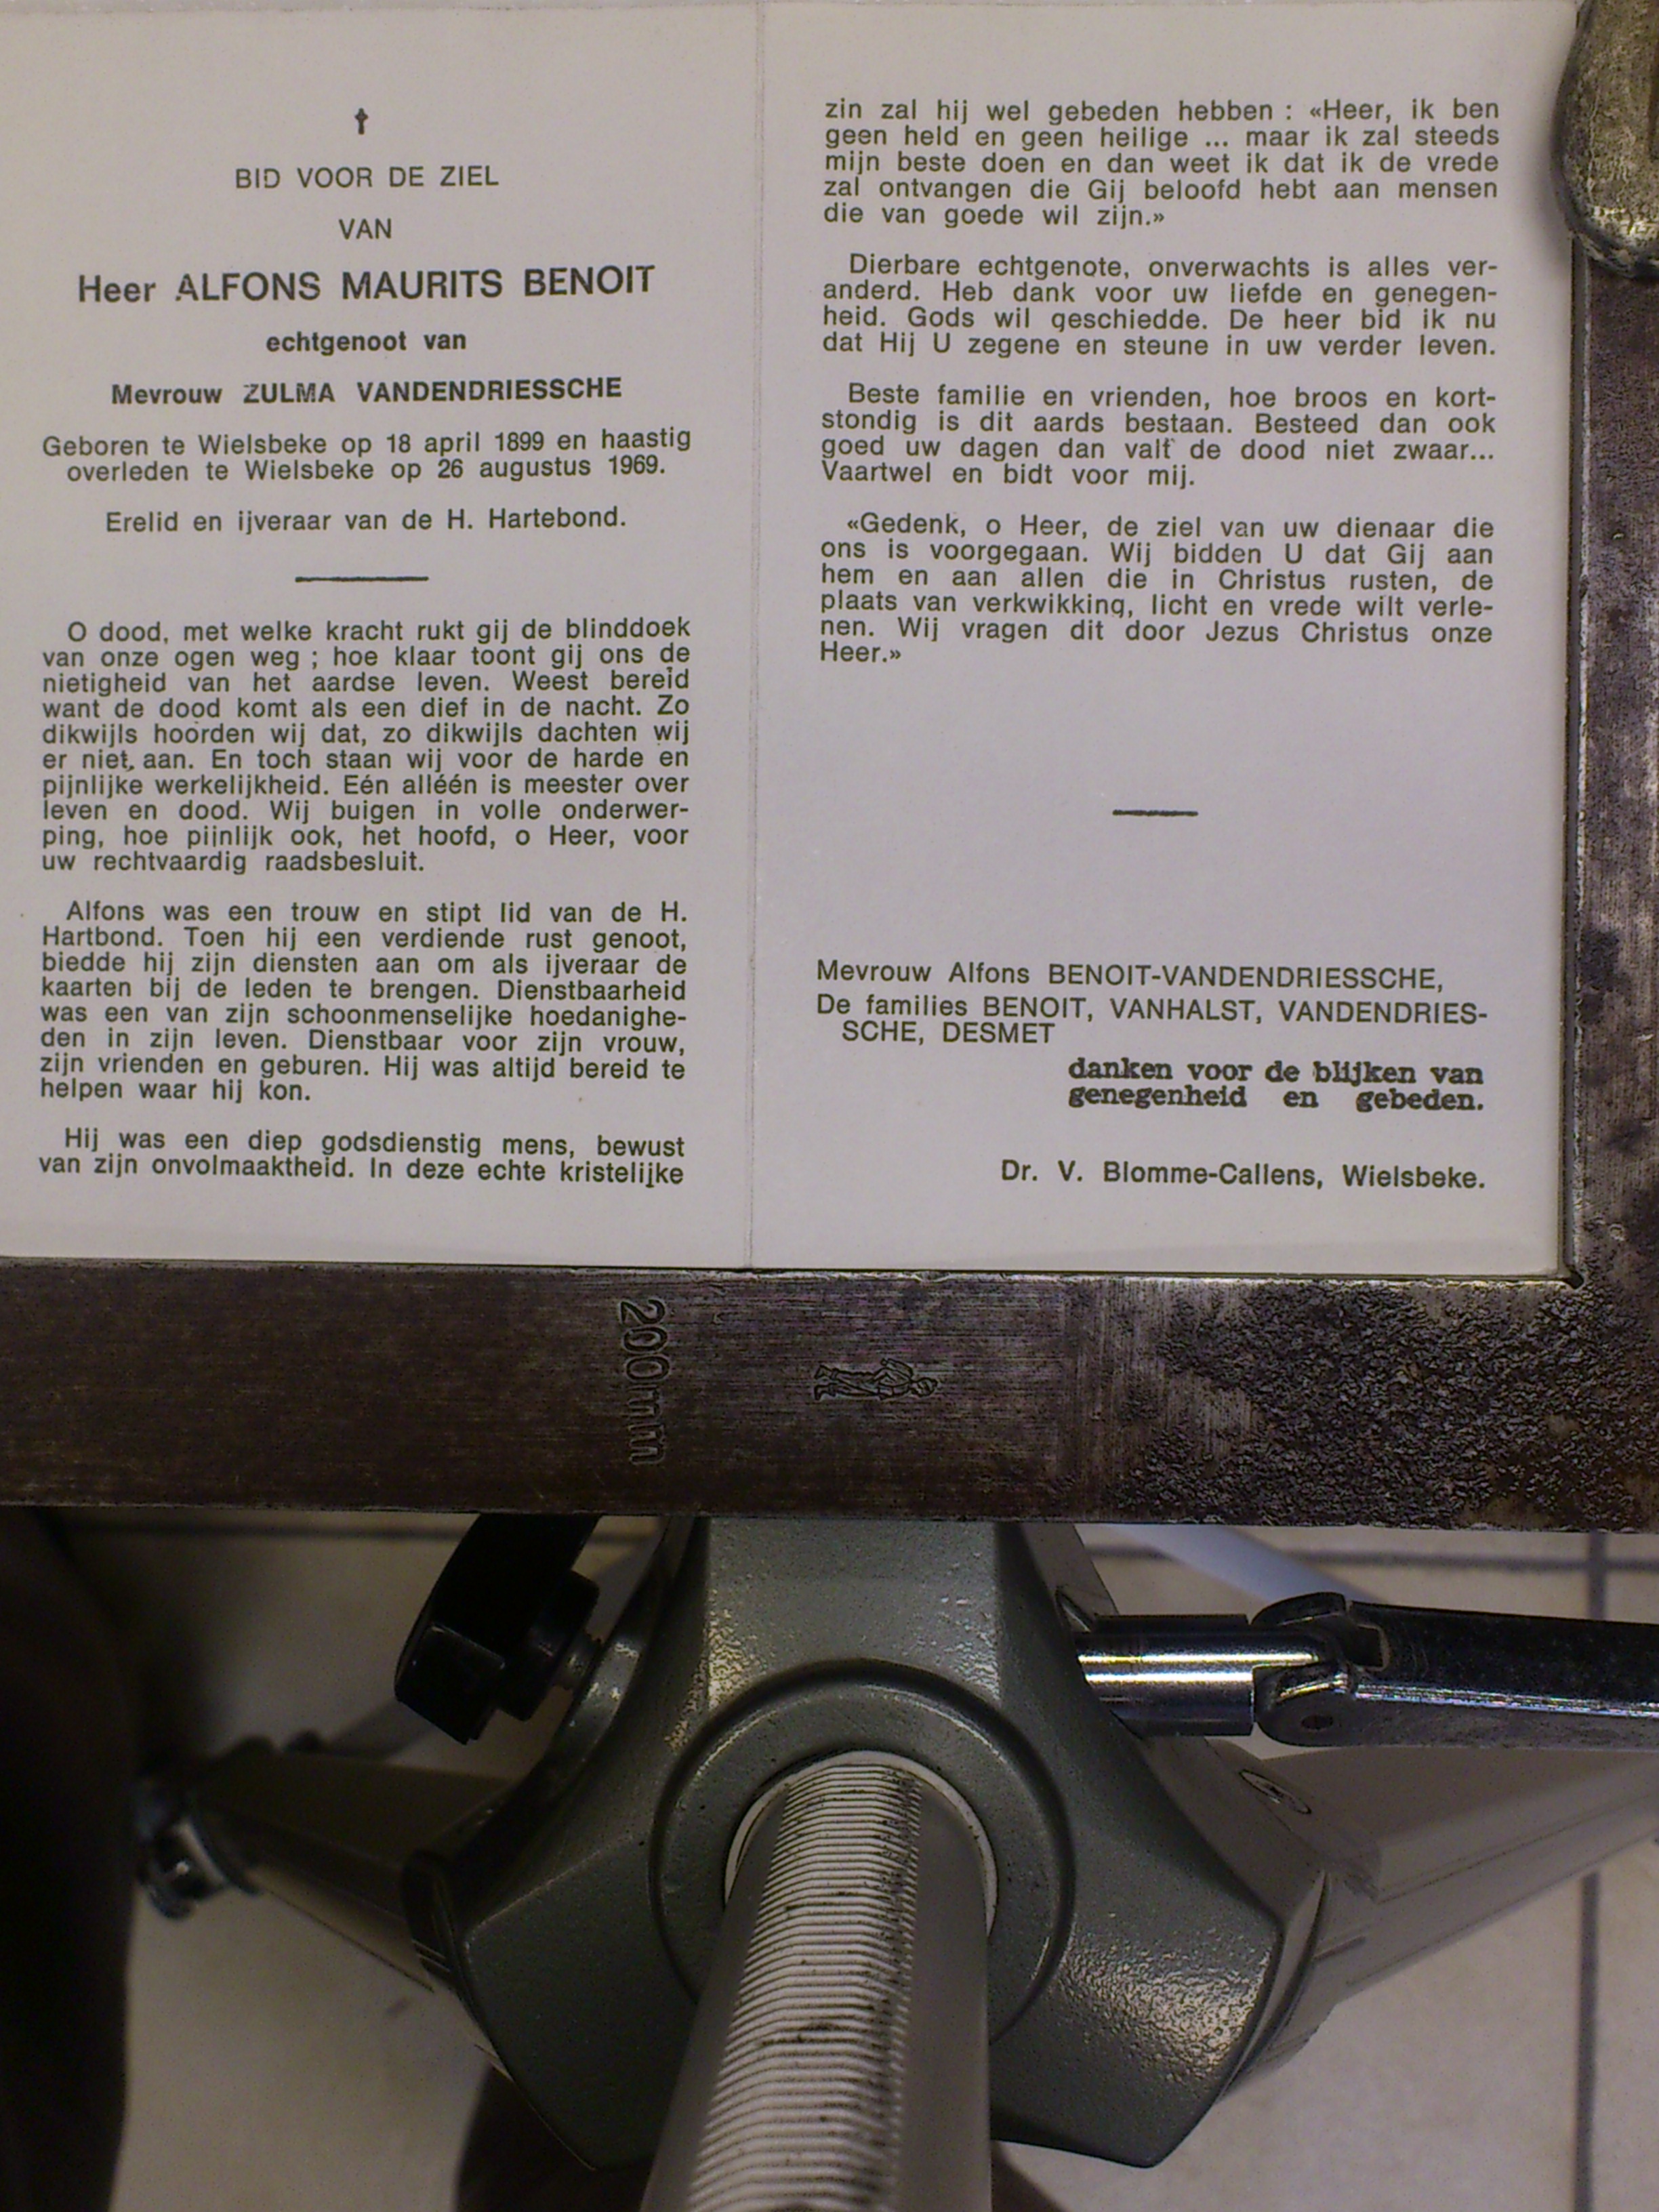 BID VOOR DE ZIEL
VAN
Heer ALFONS MAURITS BENOIT
echtgenoot van
Mevrouw ZULMA VANDENDRIESSCHE
Geboren te Wielsbeke op 18 april 1899 en haastig
overleden te Wielsbeke op 26 augustus 1969.
Erelid en ijveraar van de H. Hartebond.
O dood, met welke kracht rukt gij de blinddoek
van onze ogen weg ; hoe klaar toont gij ons de
nietigheid van het aardse leven. Weest bereid
want de dood komt als een dief in de nacht. Zo
dikwijls hoorden wij dat, zo dikwijls dachten wij
er niet, aan. En toch staan wij voor de harde en
pijnlijke werkelijkheid. Eén alléén is meester over
leven en dood. Wij buigen in volle onderwer-
ping, hoe pijnlijk ook, het hoofd, o Heer, voor
uw rechtvaardig raadsbesluit.
Alfons was een trouw en stipt lid van de H.
Hartbond. Toen hij een verdiende rust genoot,
biedde hij zijn diensten aan om als ijveraar de
kaarten bij de leden te brengen. Dienstbaarheid
was een van zijn schoonmenselijke hoedanighe-
den in zijn leven. Dienstbaar voor zijn vrouw,
zijn vrienden en geburen. Hij was altijd bereid te
helpen waar hij kon.
Hij was een diep godsdienstig mens, bewust
van zijn onvolmaaktheid. In deze echte kristelijke
zin zal hij wel gebeden hebben : «Heer, ik ben
geen held en geen heilige ... maar ik zal steeds
mijn beste doen en dan weet ik dat ik de vrede
zal ontvangen die Gij beloofd hebt aan mensen
die van goede wil zijn.»
Dierbare echtgenote, onverwachts is alles ver-
anderd. Heb dank voor uw liefde en genegen-
heid. Gods wil geschiedde. De heer bid ik nu
dat Hij U zegene en steune in uw verder leven.
Beste familie en vrienden, hoe broos en kort-
stondig is dit aards bestaan. Besteed dan ook
goed uw dagen dan valt de dood niet zwaar...
Vaartwel en bidt voor mij.
«Gedenk, o Heer, de ziel van uw dienaar die
ons is voorgegaan. Wij bidden U dat Gij aan
hem en aan allen die in Christus rusten, de
plaats van verkwikking, licht en vrede wilt verle-
nen. Wij vragen dit door Jezus Christus onze
Heer.»
Mevrouw Alfons BENOIT-VANDENDRIESSCHE,
De families BENOIT, VANHALST, VANDENDRIES-
SCHE, DESMET
danken voor de blijken van
genegenheid en gebeden.
Dr. V. Blomme-Callens, Wielsbeke.
200mm